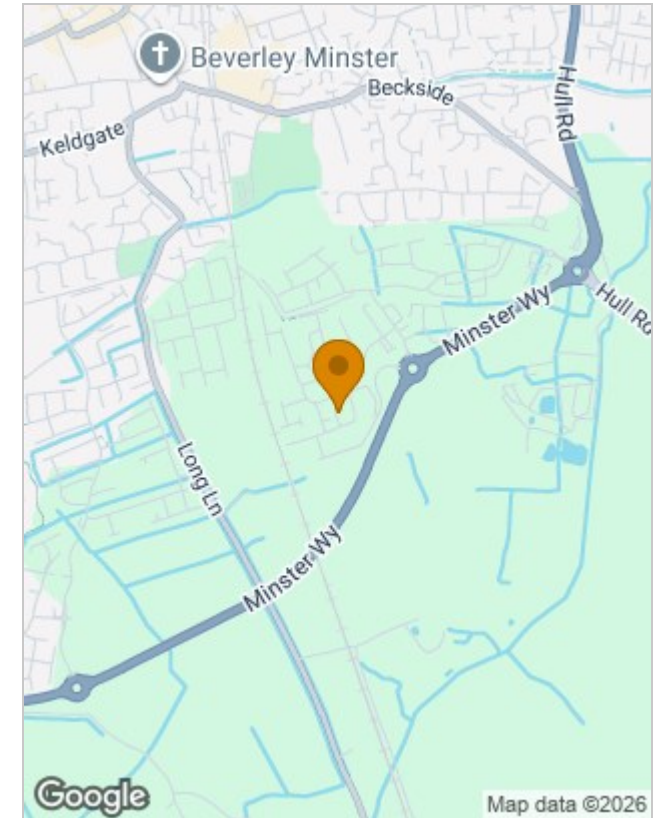 Beverley Minster
Beckside
Hull Rd
Keldgate
Minster Wy
Hull Rd
Long Ln
Minster Wy
Google
Map data ©2026